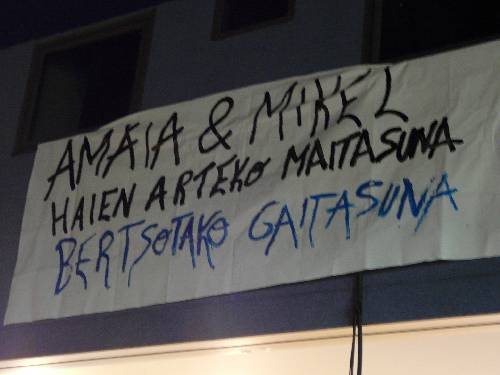 AMAIA & MIKEL
HAIEN ARTEKO MAITASUNA
BERTSOTAKO GAITASUNA